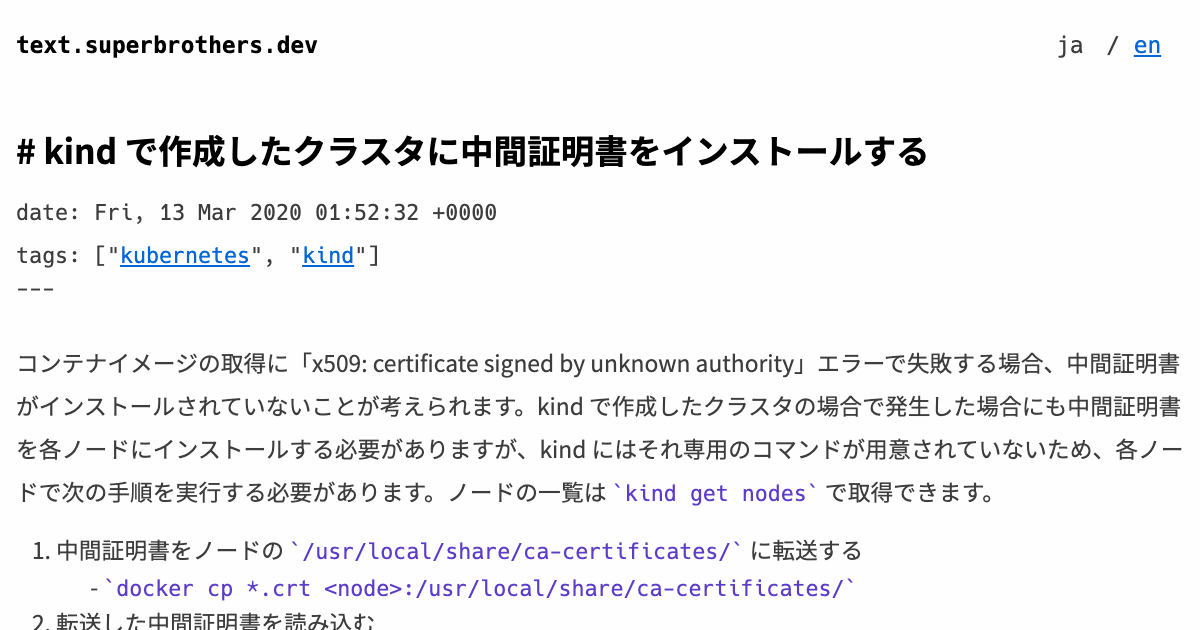 text.superbrothers.dev
ja / en
# kind で作成したクラスタに中間証明書をインストールする
date: Fri, 13 Mar 2020 01:52:32 +0000
tags: ["kubernetes", "kind"]
---
コンテナイメージの取得に「x509: certificate signed by unknown authority」エラーで失敗する場合、中間証明書
がインストールされていないことが考えられます。kind で作成したクラスタの場合で発生した場合にも中間証明書
を各ノードにインストールする必要がありますが、kind にはそれ専用のコマンドが用意されていないため、各ノー
ドで次の手順を実行する必要があります。ノードの一覧は `kind get nodes` で取得できます。
1. 中間証明書をノードの `/usr/local/share/ca-certificates/` に転送する
- `docker cp *.crt <node>:/usr/local/share/ca-certificates/`
2. 転送した中間証明書を読み込む